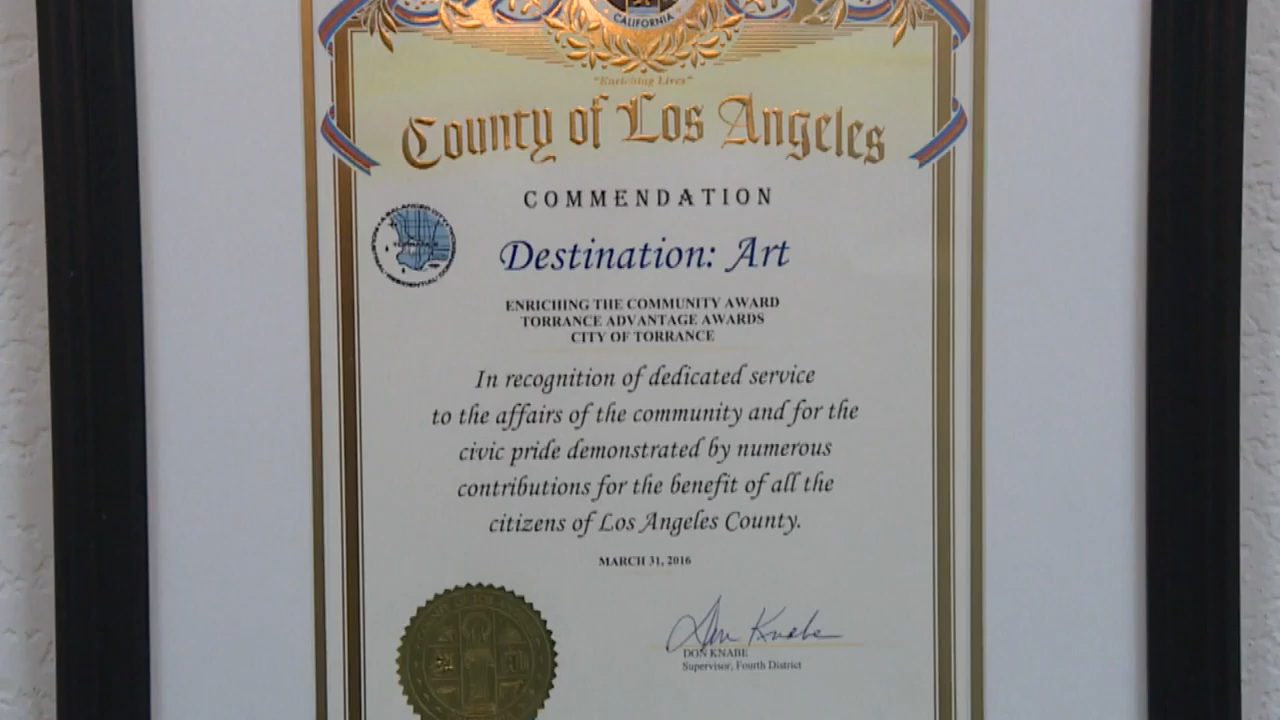 CALIFORNIA
"Enriching Lives"
County of Los Angeles
COMMENDATION
TORRANCE
Destination: Art
ENRICHING THE COMMUNITY AWARD
TORRANCE ADVANTAGE AWARDS
CITY OF TORRANCE
In recognition of dedicated service
to the affairs of the community and for the
civic pride demonstrated by numerous
contributions for the benefit of all the
citizens of Los Angeles County.
MARCH 31, 2016
Don Knabe
DON KNABE
Supervisor, Fourth District